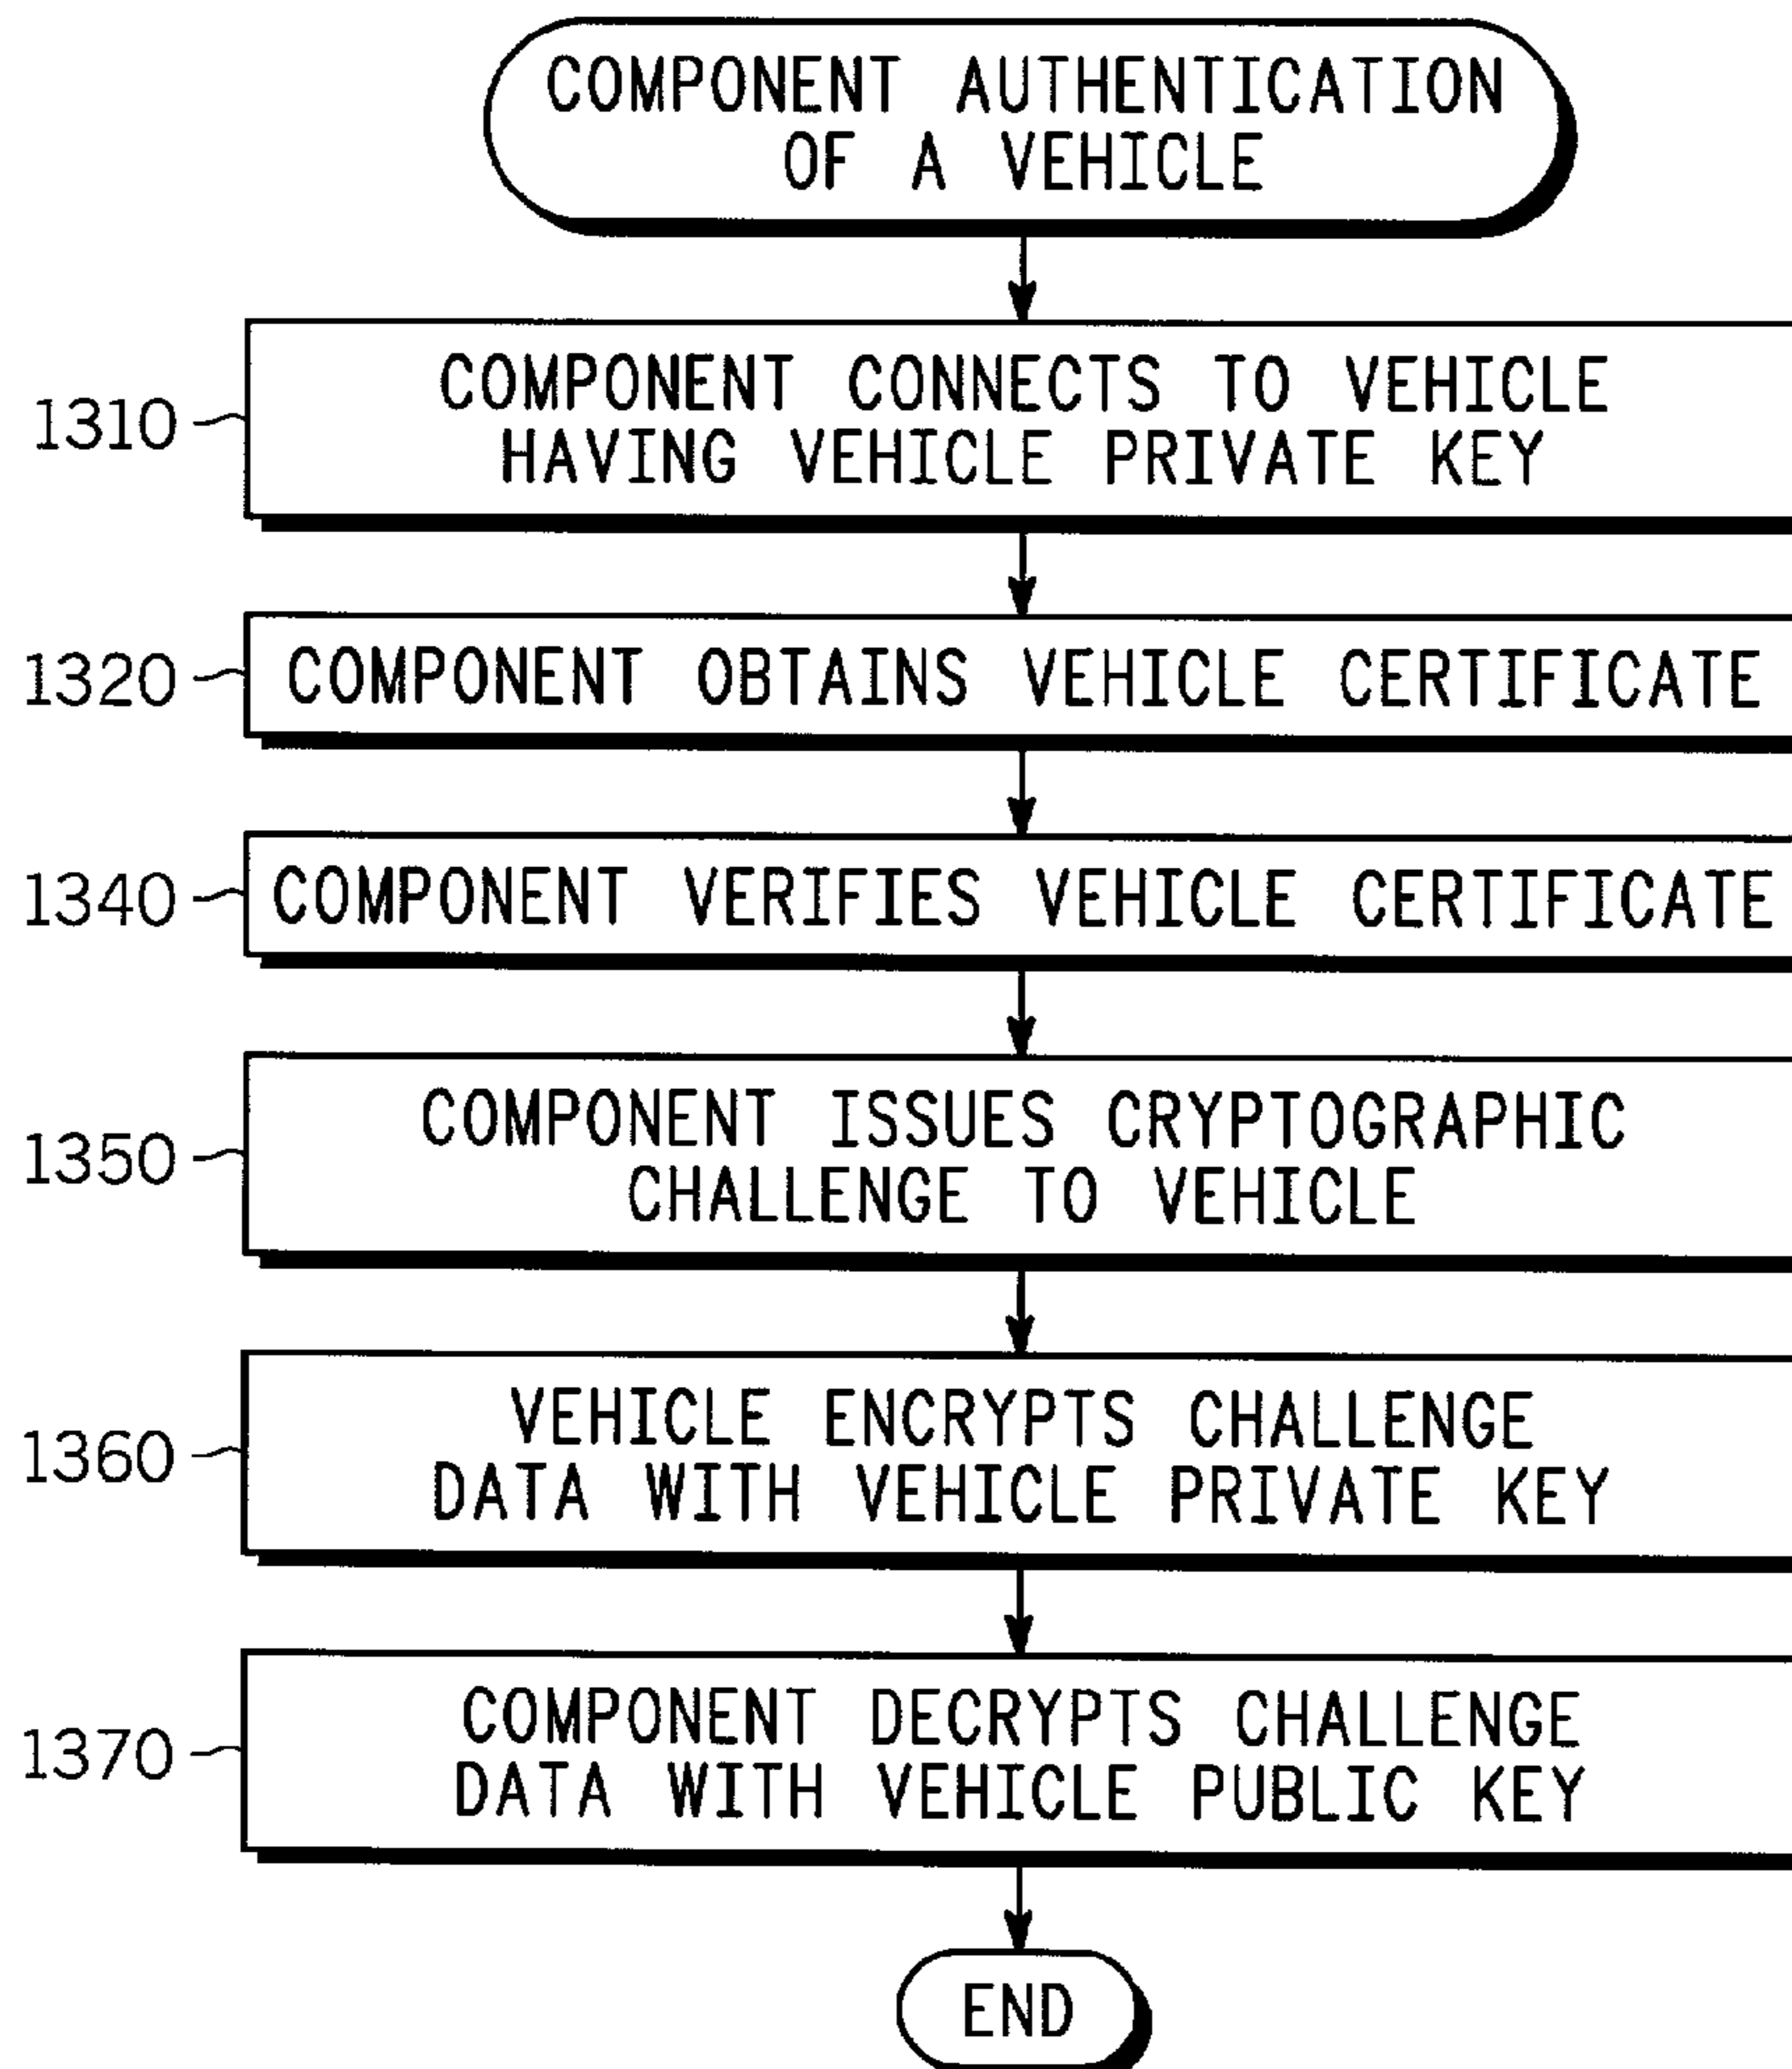 COMPONENT AUTHENTICATION
OF A VEHICLE
1310
COMPONENT CONNECTS TO VEHICLE
HAVING VEHICLE PRIVATE KEY
1320
COMPONENT OBTAINS VEHICLE CERTIFICATE
1340
COMPONENT VERIFIES VEHICLE CERTIFICATE
1350
COMPONENT ISSUES CRYPTOGRAPHIC
CHALLENGE TO VEHICLE
1360
VEHICLE ENCRYPTS CHALLENGE
DATA WITH VEHICLE PRIVATE KEY
1370
COMPONENT DECRYPTS CHALLENGE
DATA WITH VEHICLE PUBLIC KEY
END